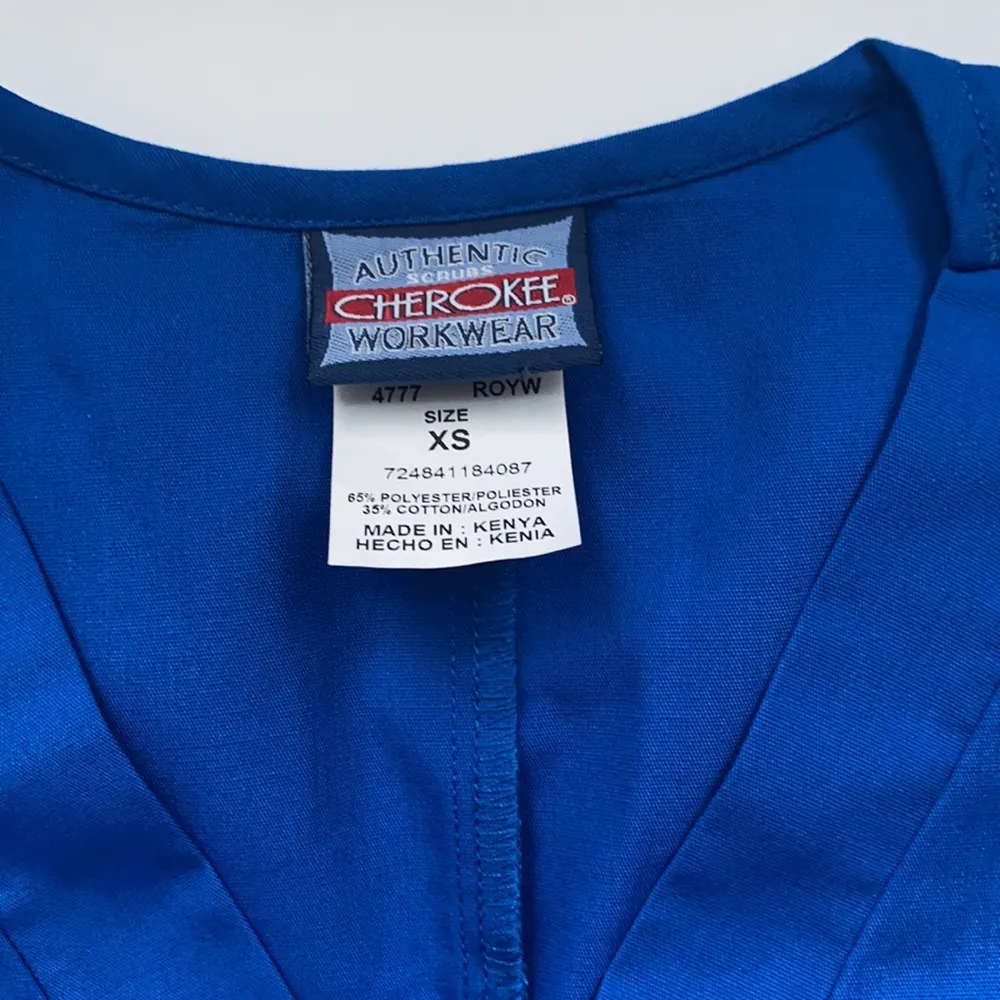 AUTHENTIC
SCRUBS
CHEROKEE®
WORKWEAR
4777 ROYW
SIZE
XS
724841184087
65% POLYESTER/POLIESTER
35% COTTON/ALGODON
MADE IN : KENYA
HECHO EN : KENIA